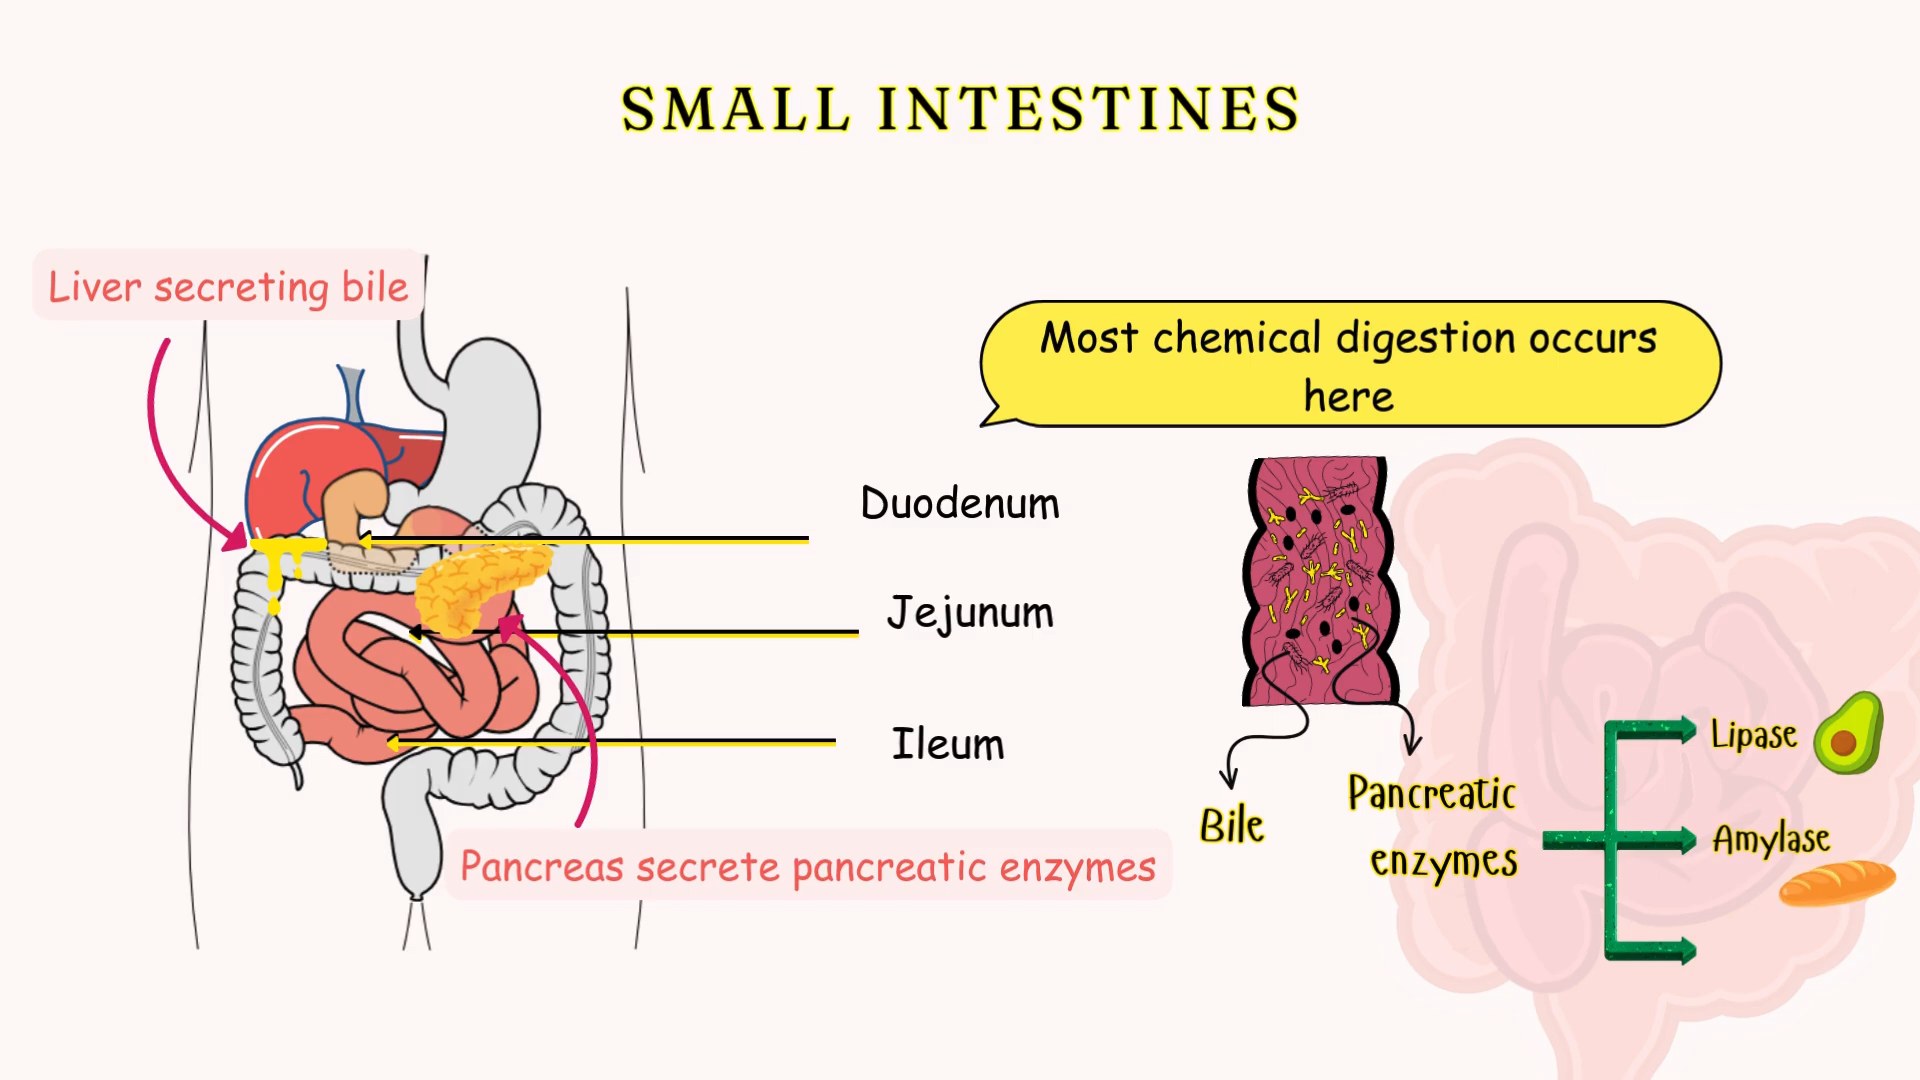 SMALL INTESTINES
Liver secreting bile
Most chemical digestion occurs
here
Duodenum
Jejunum
Ileum
Pancreas secrete pancreatic enzymes
Bile
Pancreatic
enzymes
Lipase
Amylase